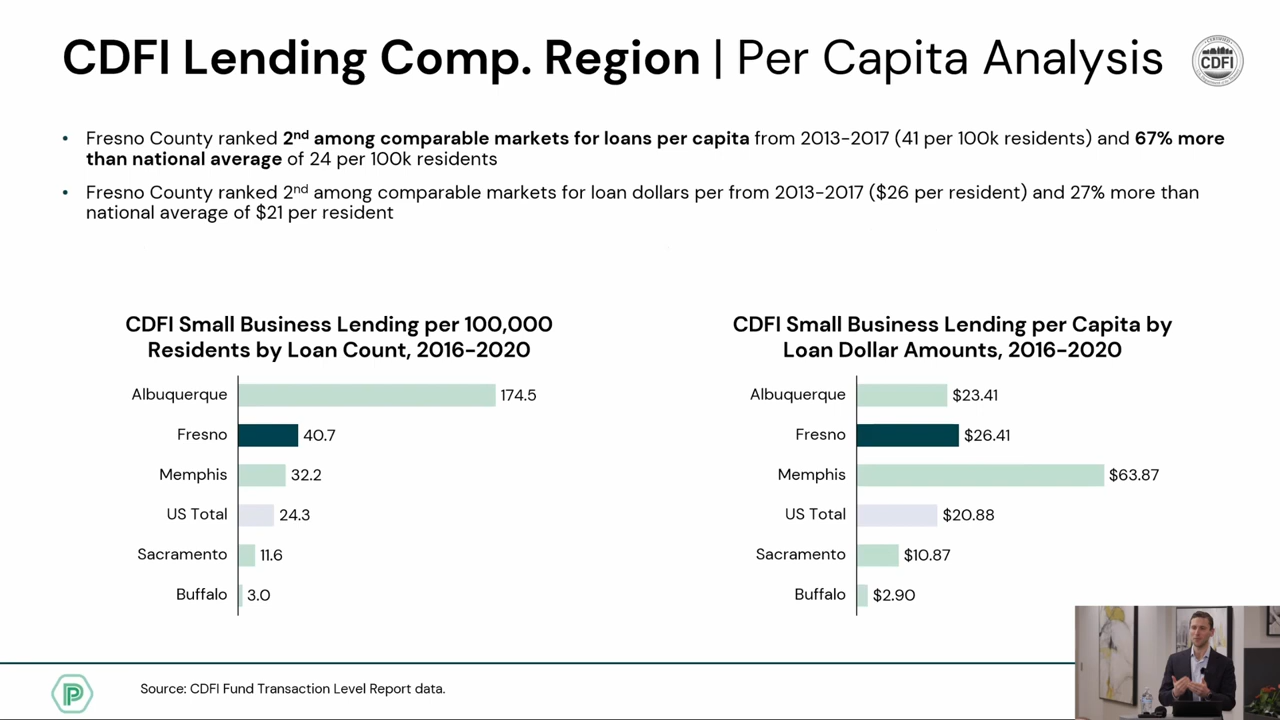 CDFI Lending Comp. Region | Per Capita Analysis
CDFI
• Fresno County ranked 2nd among comparable markets for loans per capita from 2013-2017 (41 per 100k residents) and 67% more
than national average of 24 per 100k residents
• Fresno County ranked 2nd among comparable markets for loan dollars per from 2013-2017 ($26 per resident) and 27% more than
national average of $21 per resident
CDFI Small Business Lending per 100,000
Residents by Loan Count, 2016-2020
Albuquerque 174.5
Fresno 40.7
Memphis 32.2
US Total 24.3
Sacramento 11.6
Buffalo 3.0
CDFI Small Business Lending per Capita by
Loan Dollar Amounts, 2016-2020
Albuquerque $23.41
Fresno $26.41
Memphis $63.87
US Total $20.88
Sacramento $10.87
Buffalo $2.90
P
Source: CDFI Fund Transaction Level Report data.